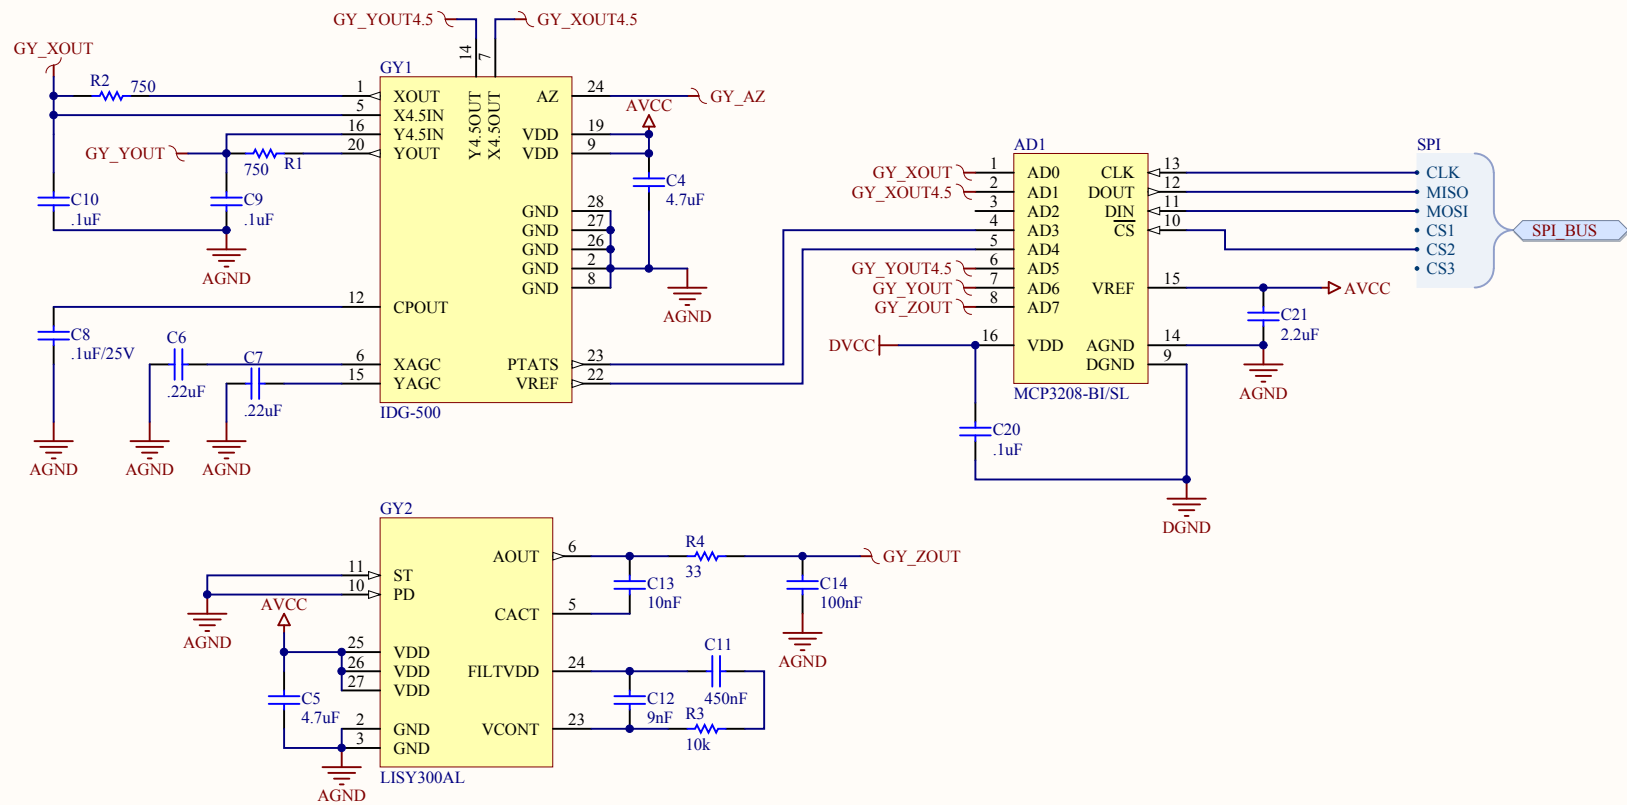 GY_YOUT4.5
GY_XOUT4.5
14
7
GY_XOUT
GY1
R2
750
1
XOUT
5
X4.5IN
16
Y4.5IN
20
YOUT
Y4.5OUT
X4.5OUT
AZ
24
GY_AZ
AVCC
VDD
19
VDD
9
GY_YOUT
750
R1
C10
.1uF
C9
.1uF
AGND
C4
4.7uF
GND
28
GND
27
GND
26
GND
2
GND
8
AGND
12
CPOUT
C8
.1uF/25V
C6
.22uF
C7
.22uF
6
XAGC
15
YAGC
PTATS
23
VREF
22
IDG-500
AGND
AGND
AGND
AD1
GY_XOUT
1
AD0
GY_XOUT4.5
2
AD1
3
AD2
4
AD3
5
AD4
GY_YOUT4.5
6
AD5
GY_YOUT
7
AD6
GY_ZOUT
8
AD7
DVCC
16
VDD
CLK
13
DOUT
12
DIN
11
CS
10
VREF
15
AGND
14
DGND
9
MCP3208-BI/SL
SPI
CLK
MISO
MOSI
CS1
CS2
CS3
SPI_BUS
AVCC
C21
2.2uF
AGND
C20
.1uF
DGND
GY2
11
ST
10
PD
AGND
AVCC
25
VDD
26
VDD
27
VDD
C5
4.7uF
2
GND
3
GND
AGND
LISY300AL
AOUT
6
CACT
5
FILTVDD
24
VCONT
23
R4
33
C13
10nF
C14
100nF
GY_ZOUT
AGND
C11
450nF
C12
9nF
R3
10k